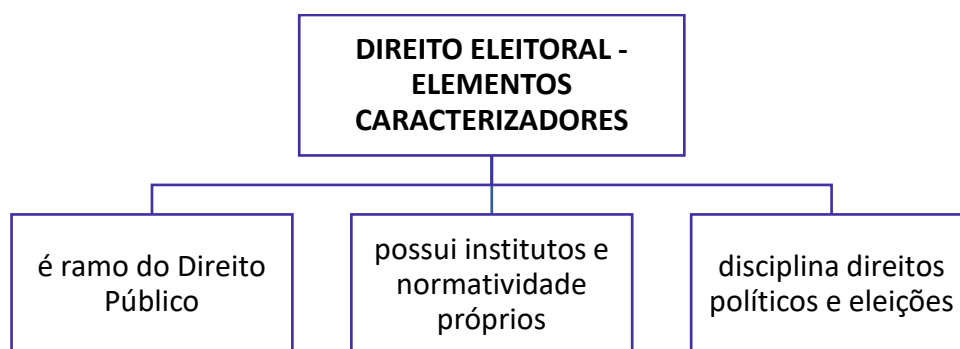 DIREITO ELEITORAL -
ELEMENTOS
CARACTERIZADORES
é ramo do Direito
Público
possui institutos e
normatividade
próprios
disciplina direitos
políticos e eleições